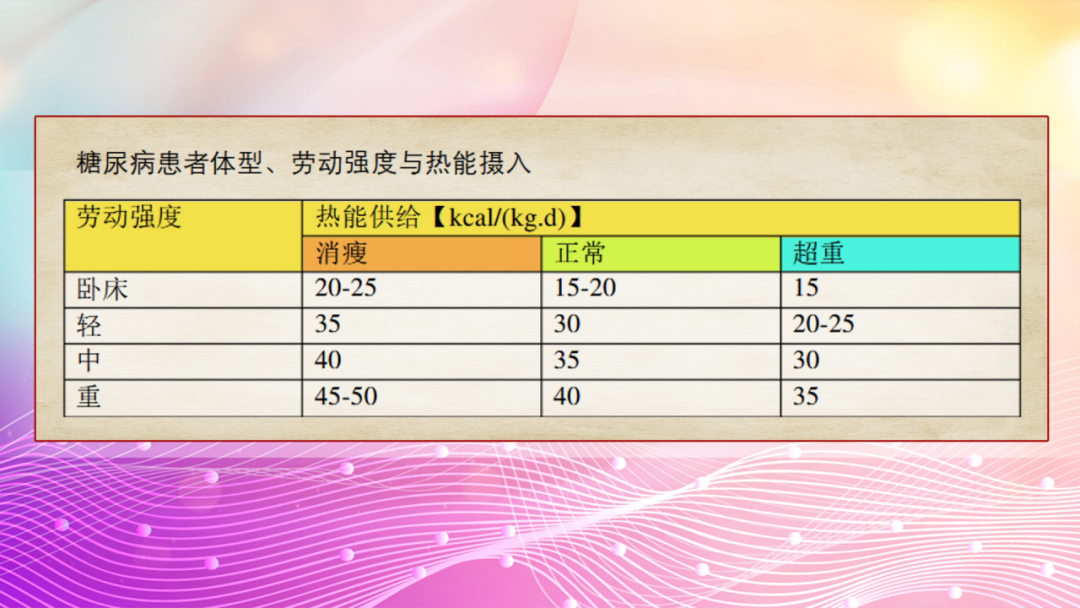 糖尿病患者体型、劳动强度与热能摄入
劳动强度 热能供给【kcal/(kg.d)】
消瘦 正常 超重
卧床 20-25 15-20 15
轻 35 30 20-25
中 40 35 30
重 45-50 40 35